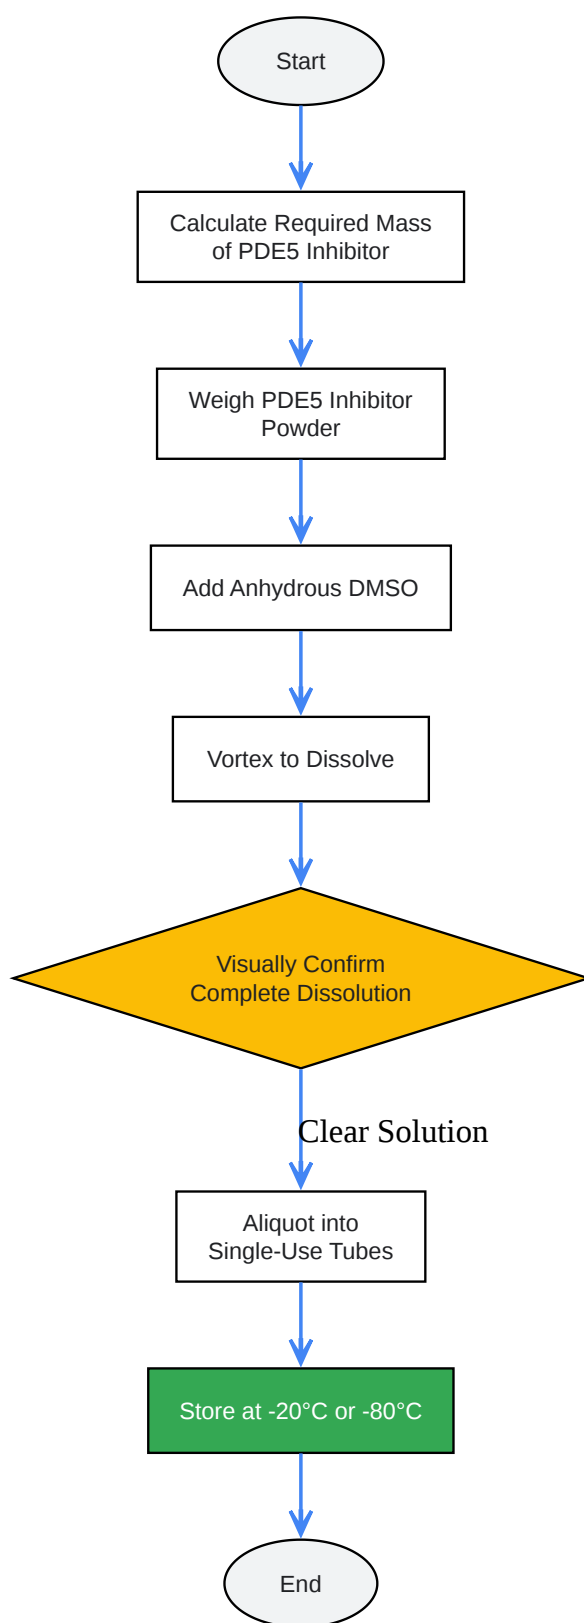 Start
Calculate Required Mass
of PDE5 Inhibitor
Weigh PDE5 Inhibitor
Powder
Add Anhydrous DMSO
Vortex to Dissolve
Visually Confirm
Complete Dissolution
Clear Solution
Aliquot into
Single-Use Tubes
Store at -20°C or -80°C
End